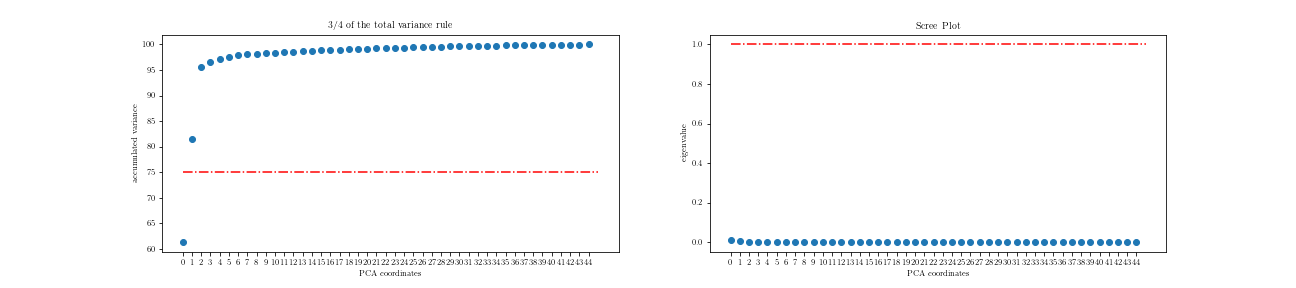 3/4 of the total variance rule
accumulated variance
100
95
90
85
80
75
70
65
60
0 1 2 3 4 5 6 7 8 9 10 11 12 13 14 15 16 17 18 19 20 21 22 23 24 25 26 27 28 29 30 31 32 33 34 35 36 37 38 39 40 41 42 43 44
PCA coordinates
Scree Plot
eigenvalue
1.0
0.8
0.6
0.4
0.2
0.0
0 1 2 3 4 5 6 7 8 9 10 11 12 13 14 15 16 17 18 19 20 21 22 23 24 25 26 27 28 29 30 31 32 33 34 35 36 37 38 39 40 41 42 43 44
PCA coordinates